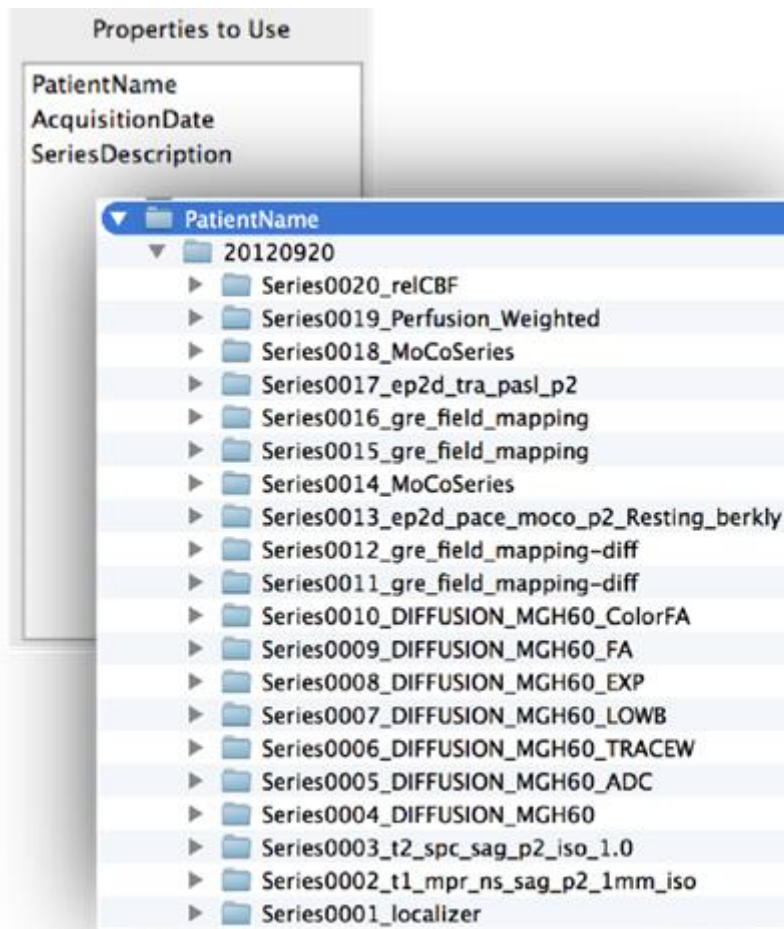 Properties to Use
PatientName
AcquisitionDate
SeriesDescription
PatientName
20120920
Series0020_relCBF
Series0019_Perfusion_Weighted
Series0018_MoCoSeries
Series0017_ep2d_tra_pasl_p2
Series0016_gre_field_mapping
Series0015_gre_field_mapping
Series0014_MoCoSeries
Series0013_ep2d_pace_moco_p2_Resting_berkly
Series0012_gre_field_mapping-diff
Series0011_gre_field_mapping-diff
Series0010_DIFFUSION_MGH60_ColorFA
Series0009_DIFFUSION_MGH60_FA
Series0008_DIFFUSION_MGH60_EXP
Series0007_DIFFUSION_MGH60_LOWB
Series0006_DIFFUSION_MGH60_TRACEW
Series0005_DIFFUSION_MGH60_ADC
Series0004_DIFFUSION_MGH60
Series0003_t2_spc_sag_p2_iso_1.0
Series0002_t1_mpr_ns_sag_p2_1mm_iso
Series0001_localizer